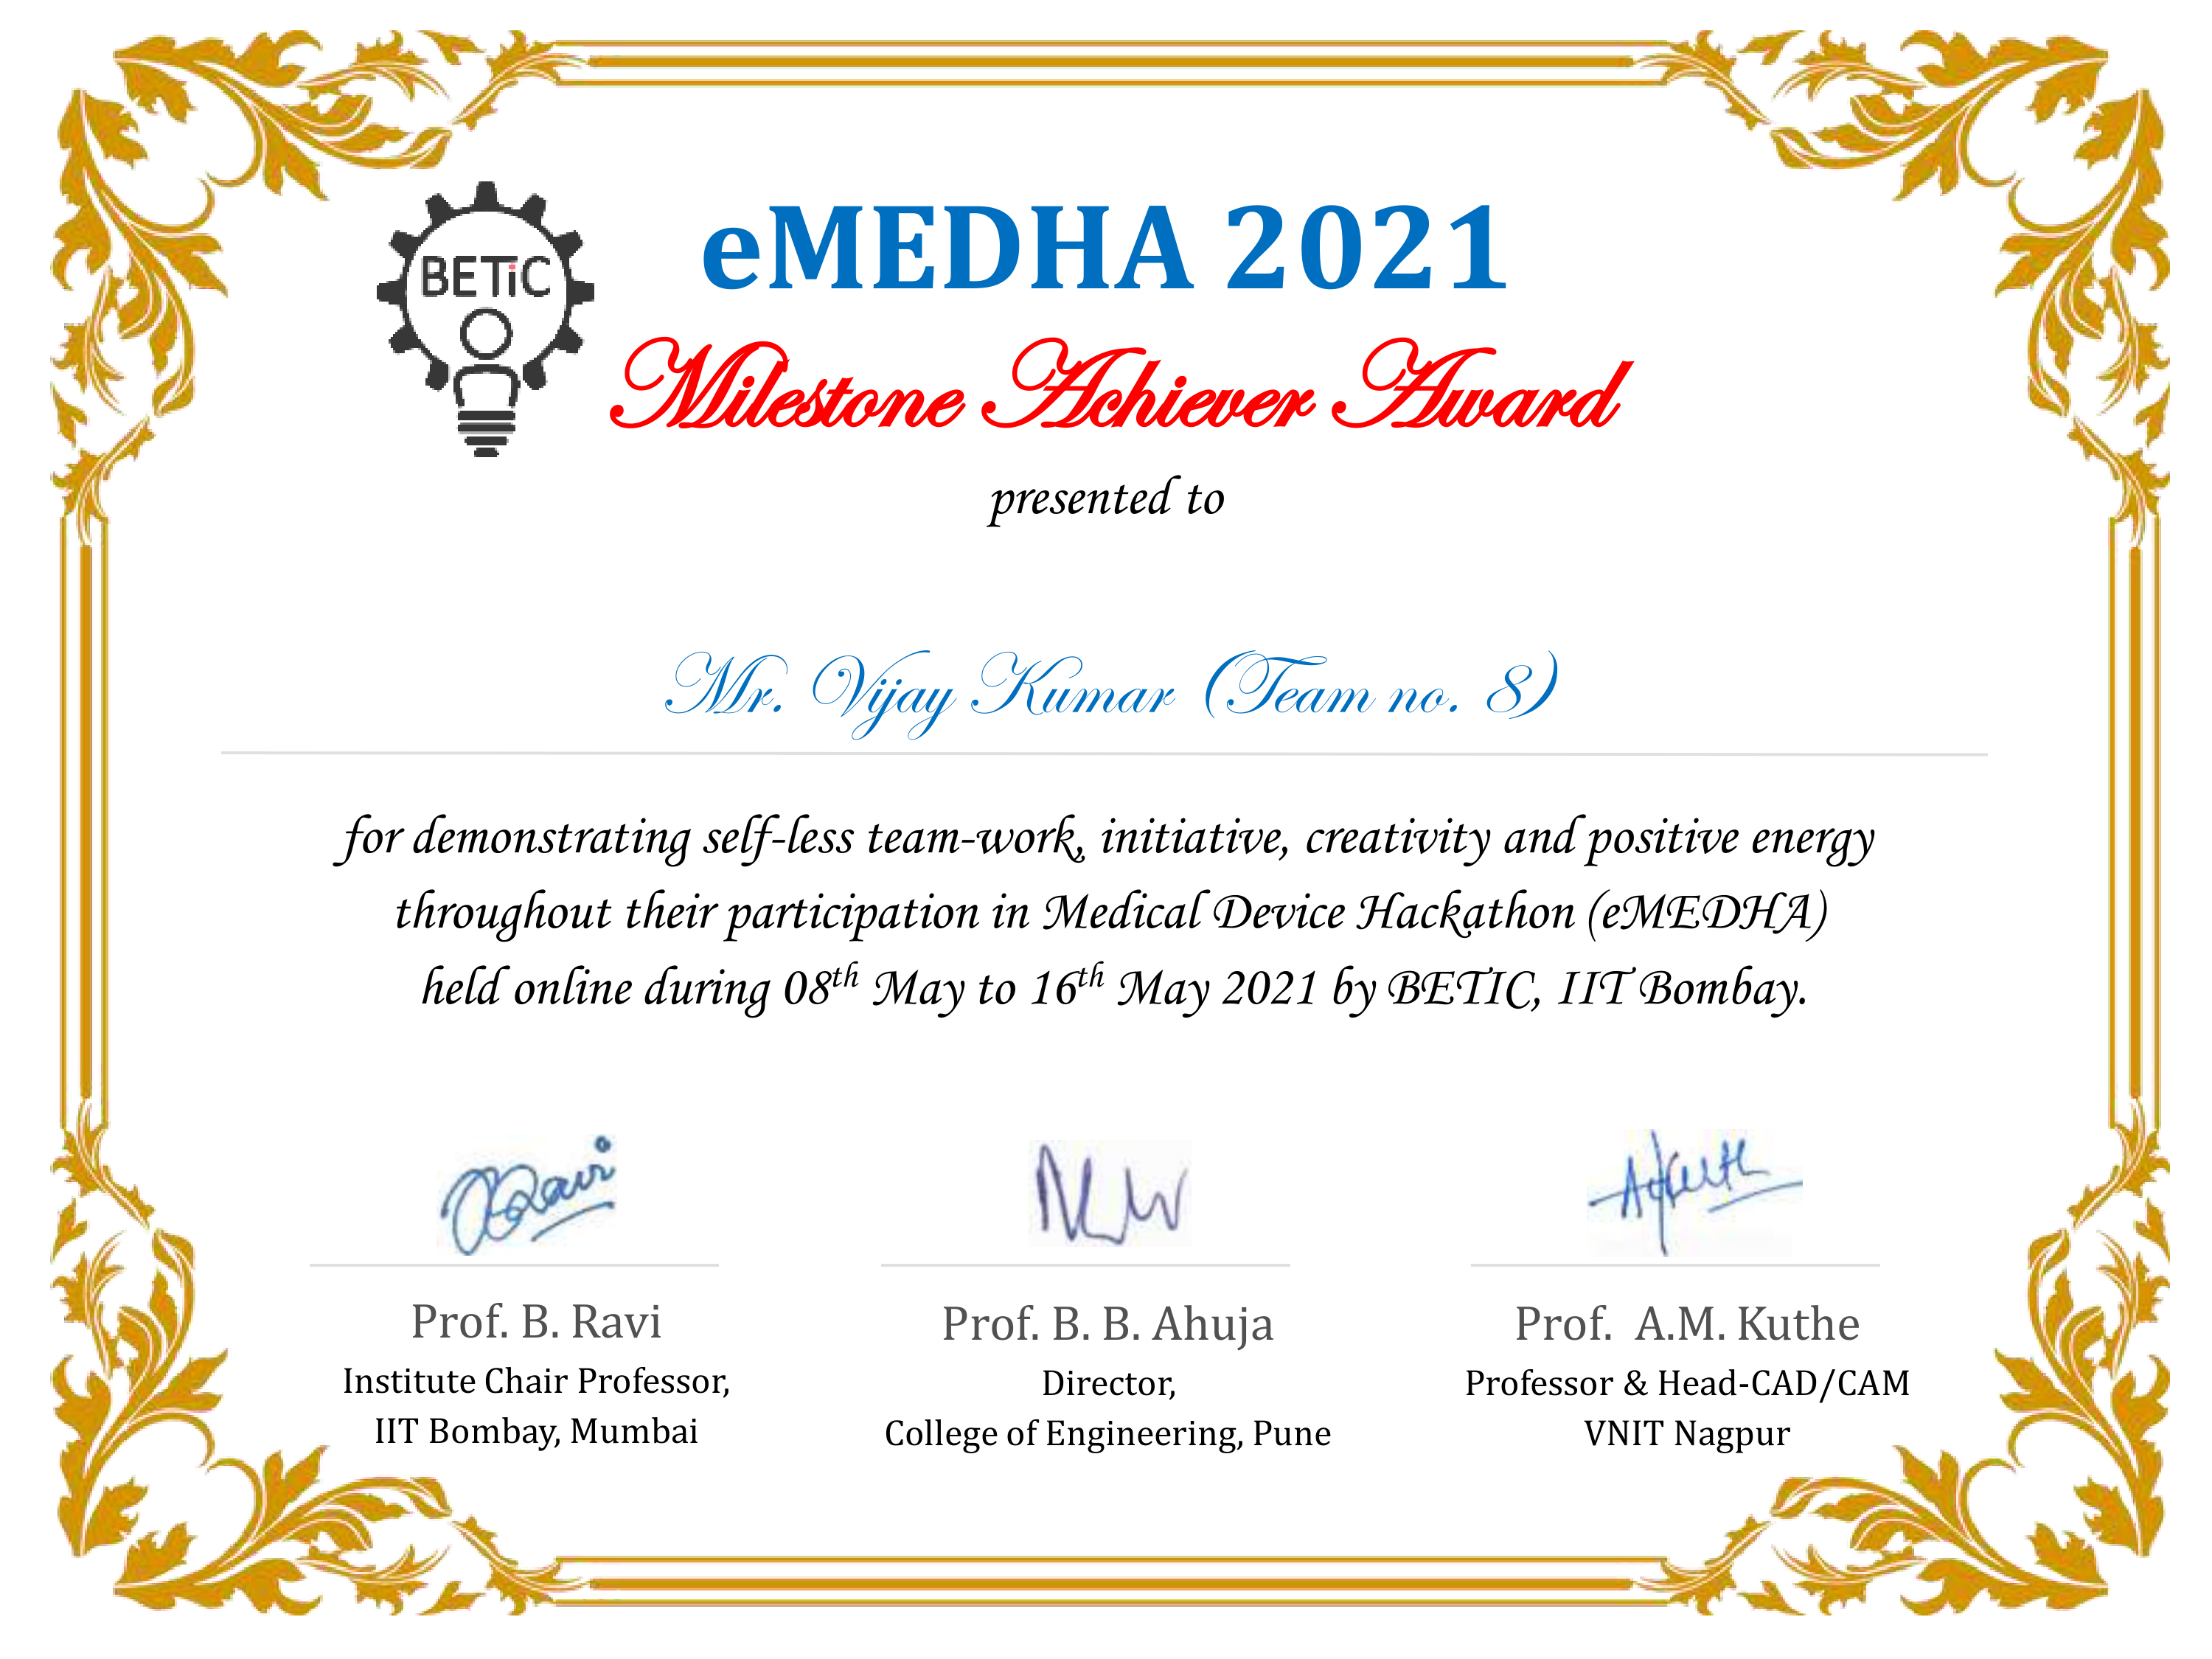 BETiC
eMEDHA 2021
Milestone Achiever Award
presented to
Mr. Vijay Kumar (Team no. 8)
for demonstrating self-less team-work, initiative, creativity and positive energy
throughout their participation in Medical Device Hackathon (eMEDHA)
held online during 08th May to 16th May 2021 by BETIC, IIT Bombay.
Prof. B. Ravi
Institute Chair Professor,
IIT Bombay, Mumbai
Prof. B. B. Ahuja
Director,
College of Engineering, Pune
Prof. A.M. Kuthe
Professor & Head-CAD/CAM
VNIT Nagpur